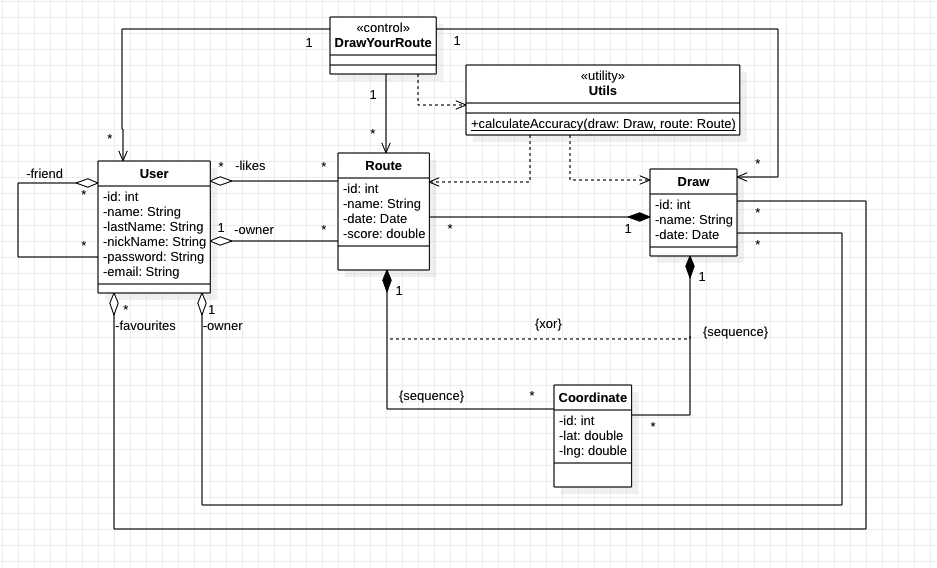 «control»
DrawYourRoute
1
1
«utility»
Utils
+calculateAccuracy(draw: Draw, route: Route)
1
*
*
*
-friend
*
*
User
-id: int
-name: String
-lastName: String
-nickName: String
-password: String
-email: String
* -likes *
1 -owner *
Route
-id: int
-name: String
-date: Date
-score: double
*
1
Draw
-id: int
-name: String
-date: Date
*
*
1
1
*
-favourites
1
-owner
{xor}
{sequence}
{sequence}
*
*
Coordinate
-id: int
-lat: double
-lng: double